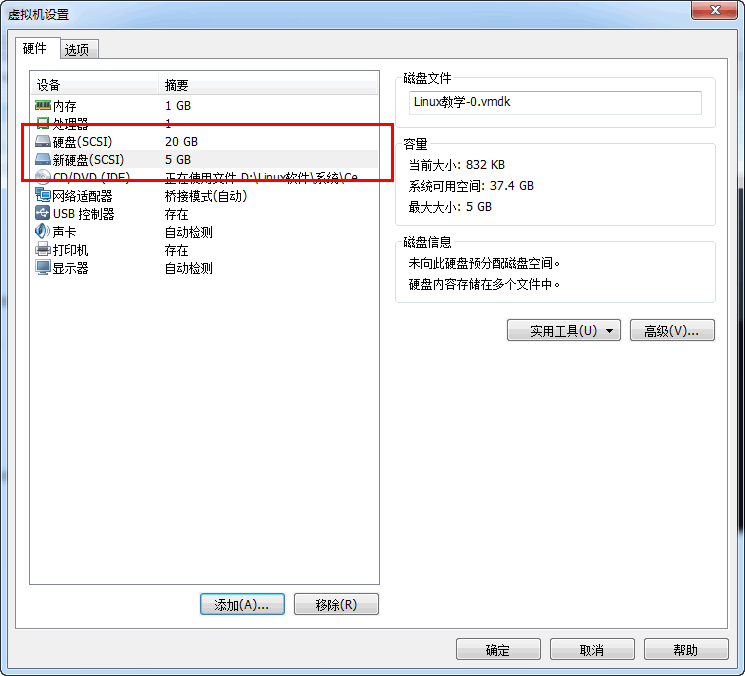 虚拟机设置
硬件 选项
设备 摘要
内存 1 GB
处理器 1
硬盘(SCSI) 20 GB
新硬盘(SCSI) 5 GB
CD/DVD (IDE) 正在使用文件 D:\Linux软件\系统\Ce...
网络适配器 桥接模式(自动)
USB 控制器 存在
声卡 自动检测
打印机 存在
显示器 自动检测
添加(A)... 移除(R)
磁盘文件
Linux教学-0.vmdk
容量
当前大小: 832 KB
系统可用空间: 37.4 GB
最大大小: 5 GB
磁盘信息
未向此硬盘预分配磁盘空间。
硬盘内容存储在多个文件中。
实用工具(U) 高级(V)...
确定 取消 帮助